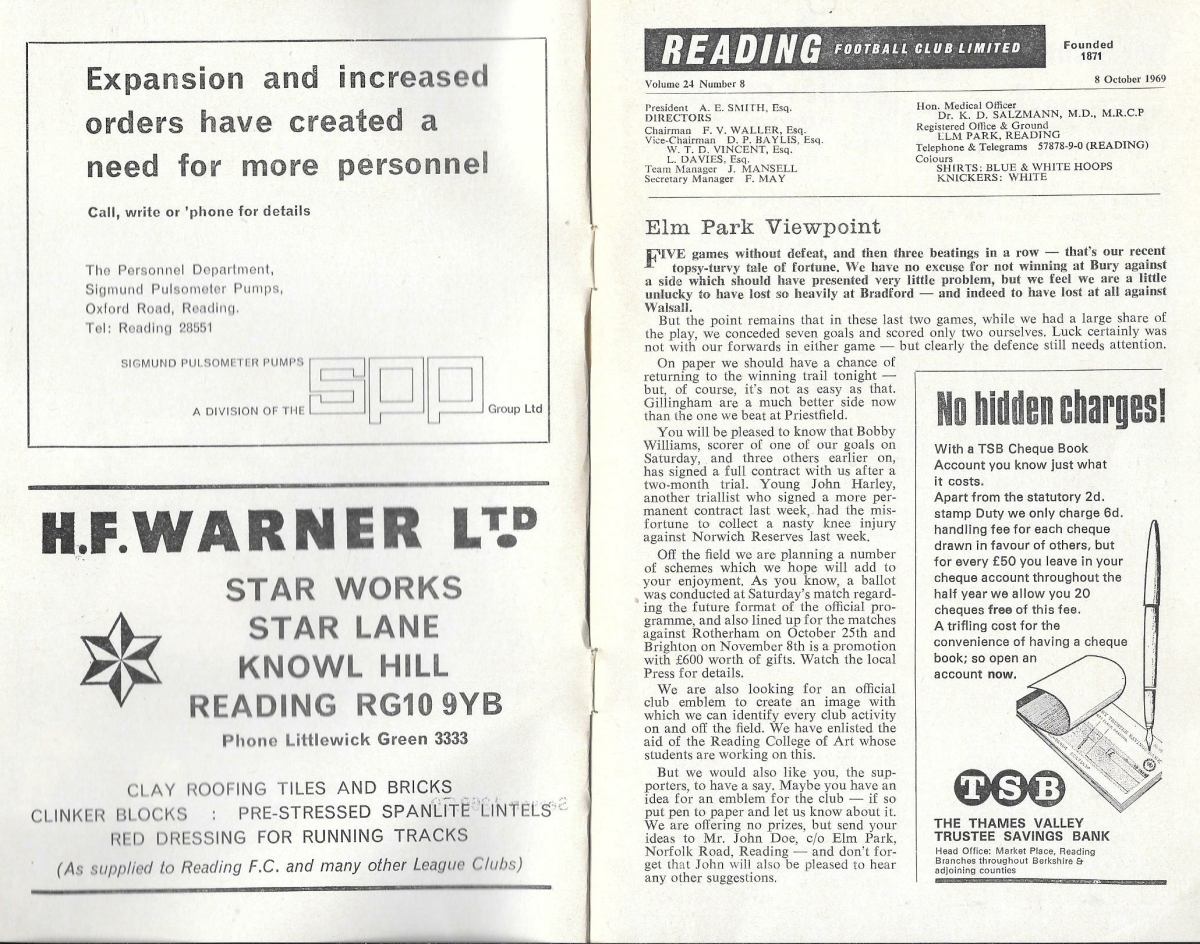 Expansion and increased
orders have created a
need for more personnel
Call, write or 'phone for details
The Personnel Department,
Sigmund Pulsometer Pumps,
Oxford Road, Reading.
Tel: Reading 28551
SIGMUND PULSOMETER PUMPS
A DIVISION OF THE spp Group Ltd
H.F. WARNER LTD
STAR WORKS
STAR LANE
KNOWL HILL
READING RG10 9YB
Phone Littlewick Green 3333
CLAY ROOFING TILES AND BRICKS
CLINKER BLOCKS : PRE-STRESSED SPANLITE LINTELS
RED DRESSING FOR RUNNING TRACKS
(As supplied to Reading F.C. and many other League Clubs)
READING FOOTBALL CLUB LIMITED
Founded
1871
Volume 24 Number 8
8 October 1969
President A. E. SMITH, Esq.
DIRECTORS
Chairman F. V. WALLER, Esq.
Vice-Chairman D. P. BAYLIS, Esq.
W. T. D. VINCENT, Esq.
L. DAVIES, Esq.
Team Manager J. MANSELL
Secretary Manager F. MAY
Hon. Medical Officer
Dr. K. D. SALZMANN, M.D., M.R.C.P
Registered Office & Ground
ELM PARK, READING
Telephone & Telegrams 57878-9-0 (READING)
Colours
SHIRTS: BLUE & WHITE HOOPS
KNICKERS: WHITE
Elm Park Viewpoint
FIVE games without defeat, and then three beatings in a row — that's our recent
topsy-turvy tale of fortune. We have no excuse for not winning at Bury against
a side which should have presented very little problem, but we feel we are a little
unlucky to have lost so heavily at Bradford — and indeed to have lost at all against
Walsall.
But the point remains that in these last two games, while we had a large share of
the play, we conceded seven goals and scored only two ourselves. Luck certainly was
not with our forwards in either game — but clearly the defence still needs attention.
On paper we should have a chance of
returning to the winning trail tonight —
but, of course, it's not as easy as that.
Gillingham are a much better side now
than the one we beat at Priestfield.
You will be pleased to know that Bobby
Williams, scorer of one of our goals on
Saturday, and three others earlier on,
has signed a full contract with us after a
two-month trial. Young John Harley,
another triallist who signed a more per-
manent contract last week, had the mis-
fortune to collect a nasty knee injury
against Norwich Reserves last week.
Off the field we are planning a number
of schemes which we hope will add to
your enjoyment. As you know, a ballot
was conducted at Saturday's match regard-
ing the future format of the official pro-
gramme, and also lined up for the matches
against Rotherham on October 25th and
Brighton on November 8th is a promotion
with £600 worth of gifts. Watch the local
Press for details.
We are also looking for an official
club emblem to create an image with
which we can identify every club activity
on and off the field. We have enlisted the
aid of the Reading College of Art whose
students are working on this.
But we would also like you, the sup-
porters, to have a say. Maybe you have an
idea for an emblem for the club — if so
put pen to paper and let us know about it.
We are offering no prizes, but send your
ideas to Mr. John Doe, c/o Elm Park,
Norfolk Road, Reading — and don't for-
get that John will also be pleased to hear
any other suggestions.
No hidden charges!
With a TSB Cheque Book
Account you know just what
it costs.
Apart from the statutory 2d.
stamp Duty we only charge 6d.
handling fee for each cheque
drawn in favour of others, but
for every £50 you leave in your
cheque account throughout the
half year we allow you 20
cheques free of this fee.
A trifling cost for the
convenience of having a cheque
book; so open an
account now.
TSB
THE THAMES VALLEY
TRUSTEE SAVINGS BANK
Head Office: Market Place, Reading
Branches throughout Berkshire &
adjoining counties